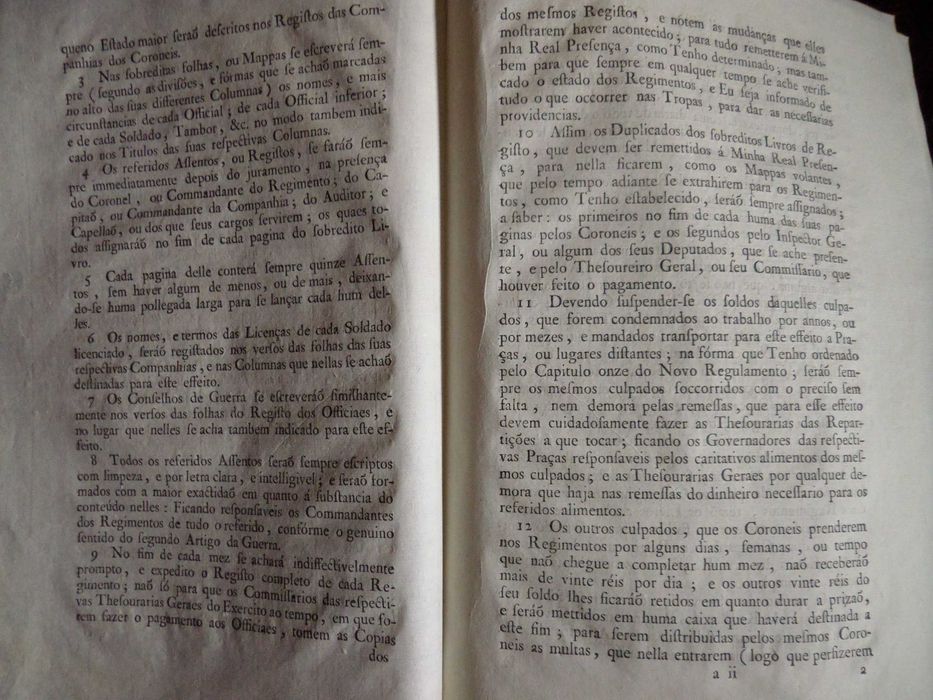 queno Eſtado maior ſeraõ deſcritos nos Regiſtos das Com-
panhias dos Coroneis.
3 Nas ſobreditas folhas, ou Mappas ſe eſcreverá ſem-
pre (ſegundo as diviſões, e fórmas que ſe achaõ marcadas
no alto das ſuas differentes Columnas) os nomes, e mais
circunſtancias de cada Official; de cada Official inferior;
e de cada Soldado, Tambor, &c. no modo tambem indi-
cado nos Titulos das ſuas reſpectivas Columnas.
4 Os referidos Aſſentos, ou Regiſtos, ſe faráõ ſem-
pre immediatamente depois do juramento, na preſença
do Coronel, ou Commandante do Regimento; do Ca-
pitaõ, ou Commandante da Companhia; do Auditor; e
Capellaõ, ou dos que ſeus cargos ſervirem; os quaes to-
dos aſſignaráõ no fim de cada pagina do ſobredito Li-
vro.
5 Cada pagina delle conterá ſempre quinze Aſſen-
tos, ſem haver algum de menos, ou de mais, deixan-
do-ſe huma pollegada larga para ſe lançar cada hum del-
les.
6 Os nomes, e termos das Licenças de cada Soldado
licenciado, ſeráõ regiſtados nos verſos das folhas das ſuas
reſpectivas Companhias, e nas Columnas que nellas ſe achaõ
deſtinadas para eſte effeito.
7 Os Conſelhos de Guerra ſe eſcreveráõ ſimilhante-
mente nos verſos das folhas do Regiſto dos Officiaes, e
no lugar que nelles ſe acha tambem indicado para eſte ef-
feito.
8 Todos os referidos Aſſentos ſeraõ ſempre eſcriptos
com limpeza, e por letra clara, e intelligivel; e ſeraõ for-
mados com a maior exactidaõ em quanto á ſubſtancia do
conteúdo nelles: Ficando reſponſaveis os Commandantes
dos Regimentos de tudo o referido, confórme o genuino
ſentido do ſegundo Artigo da Guerra.
9 No fim de cada mez ſe achará indiffectivelmente
prompto, e expedito o Regiſto completo de cada Re-
gimento; naõ ſó para que os Commiſſarios das reſpecti-
vas Theſourarias Geraes do Exercito ao tempo, em que fo-
rem fazer o pagamento aos Officiaes, tomem as Copias
dos
dos meſmos Regiſtos, e notem as mudanças que elles
moſtrarem haver acontecido; para tudo remetterem á Mi-
nha Real Preſença, como Tenho determinado; mas tam-
bem para que ſempre em qualquer tempo ſe ache verifi-
cado o eſtado dos Regimentos, e Eu ſeja informado de
tudo o que occorrer nas Tropas, para dar as neceſſarias
providencias.
10 Aſſim os Duplicados dos ſobreditos Livros de Re-
giſto, que devem ſer remettidos á Minha Real Preſen-
ça, para nella ficarem, como os Mappas volantes,
que pelo tempo adiante ſe extrahirem para os Regimen-
tos, como Tenho eſtabelecido, ſeráõ ſempre aſſignados;
a ſaber: os primeiros no fim de cada huma das ſuas pa-
ginas pelos Coroneis; e os ſegundos pelo Inſpector Ge-
ral, ou algum dos ſeus Deputados, que ſe ache preſen-
te, e pelo Theſoureiro Geral, ou ſeu Commiſſario, que
houver feito o pagamento.
11 Devendo ſuſpender-ſe os ſoldos daquelles culpa-
dos, que forem condemnados ao trabalho por annos, ou
por mezes, e mandados tranſportar para eſte effeito a Pra-
ças, ou lugares diſtantes; na fórma que Tenho ordenado
pelo Capitulo onze do Novo Regulamento; ſeráõ ſem-
pre os meſmos culpados ſoccorridos com o preciſo ſem
falta, nem demora pelas remeſſas, que para eſſe effeito
devem cuidadoſamente fazer as Theſourarias das Repar-
tições a que tocar; ficando os Governadores das reſpecti-
vas Praças reſponſaveis pelos caritativos alimentos dos meſ-
mos culpados; e as Theſourarias Geraes por qualquer de-
mora que haja nas remeſſas do dinheiro neceſſario para os
referidos alimentos.
12 Os outros culpados, que os Coroneis prenderem
nos Regimentos por alguns dias, ſemanas, ou tempo
que naõ chegue a completar hum mez, naõ receberáõ
mais de vinte réis por dia; e os outros vinte réis do
ſeu ſoldo lhes ficaráõ retidos em quanto durar a prizaõ,
e ſeráõ mettidos em huma caixa que haverá deſtinada a
eſte fim; para ſerem diſtribuidas pelos meſmos Coro-
neis as multas, que nella entrarem (logo que perfizerem
a ii 2